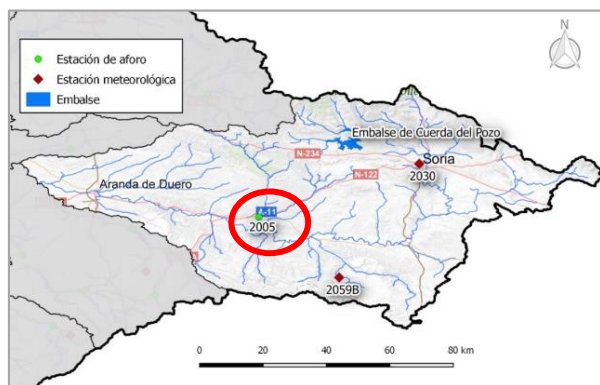 Estación de aforo
Estación meteorológica
Embalse
N
Embalse de Cuerda del Pozo
N-234
Soria
2030
N-122
Aranda de Duero
A-11
2005
2059B
0 20 40 60 80 km